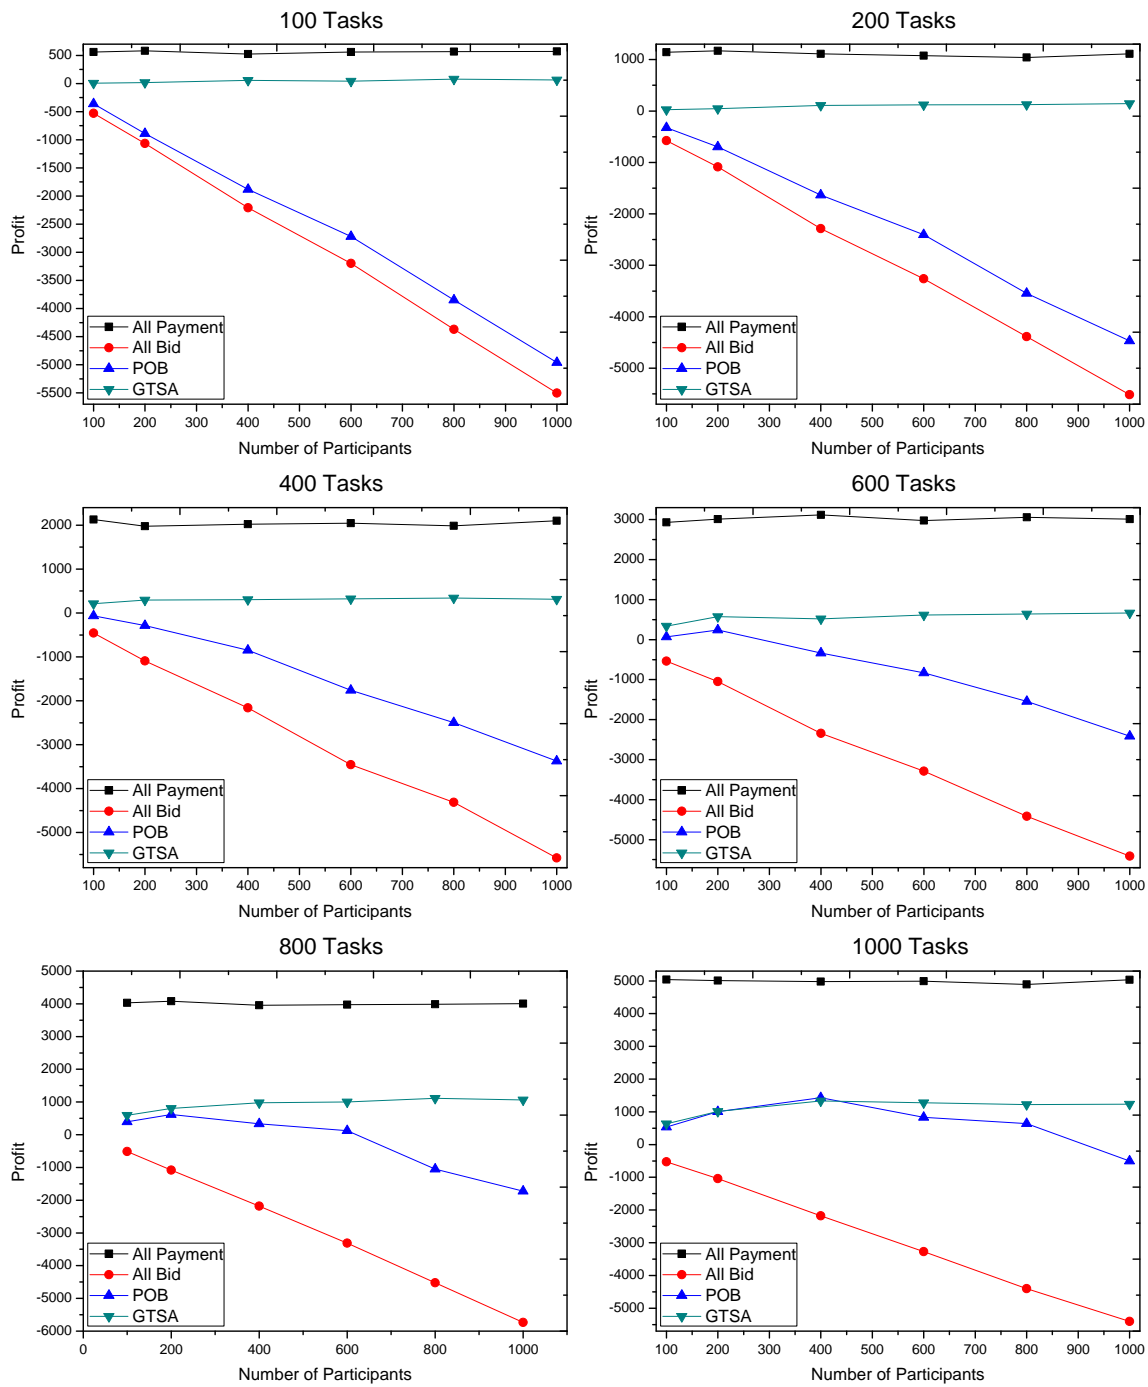 100 Tasks
500
0
-500
-1000
-1500
-2000
-2500
-3000
-3500
-4000
-4500
-5000
-5500
Profit
All Payment
All Bid
POB
GTSA
100 200 300 400 500 600 700 800 900 1000
Number of Participants
200 Tasks
1000
0
-1000
-2000
-3000
-4000
-5000
Profit
All Payment
All Bid
POB
GTSA
100 200 300 400 500 600 700 800 900 1000
Number of Participants
400 Tasks
2000
1000
0
-1000
-2000
-3000
-4000
-5000
Profit
All Payment
All Bid
POB
GTSA
100 200 300 400 500 600 700 800 900 1000
Number of Participants
600 Tasks
3000
2000
1000
0
-1000
-2000
-3000
-4000
-5000
Profit
All Payment
All Bid
POB
GTSA
100 200 300 400 500 600 700 800 900 1000
Number of Participants
800 Tasks
5000
4000
3000
2000
1000
0
-1000
-2000
-3000
-4000
-5000
-6000
Profit
All Payment
All Bid
POB
GTSA
0 200 400 600 800 1000
Number of Participants
1000 Tasks
5000
4000
3000
2000
1000
0
-1000
-2000
-3000
-4000
-5000
Profit
All Payment
All Bid
POB
GTSA
100 200 300 400 500 600 700 800 900 1000
Number of Participants